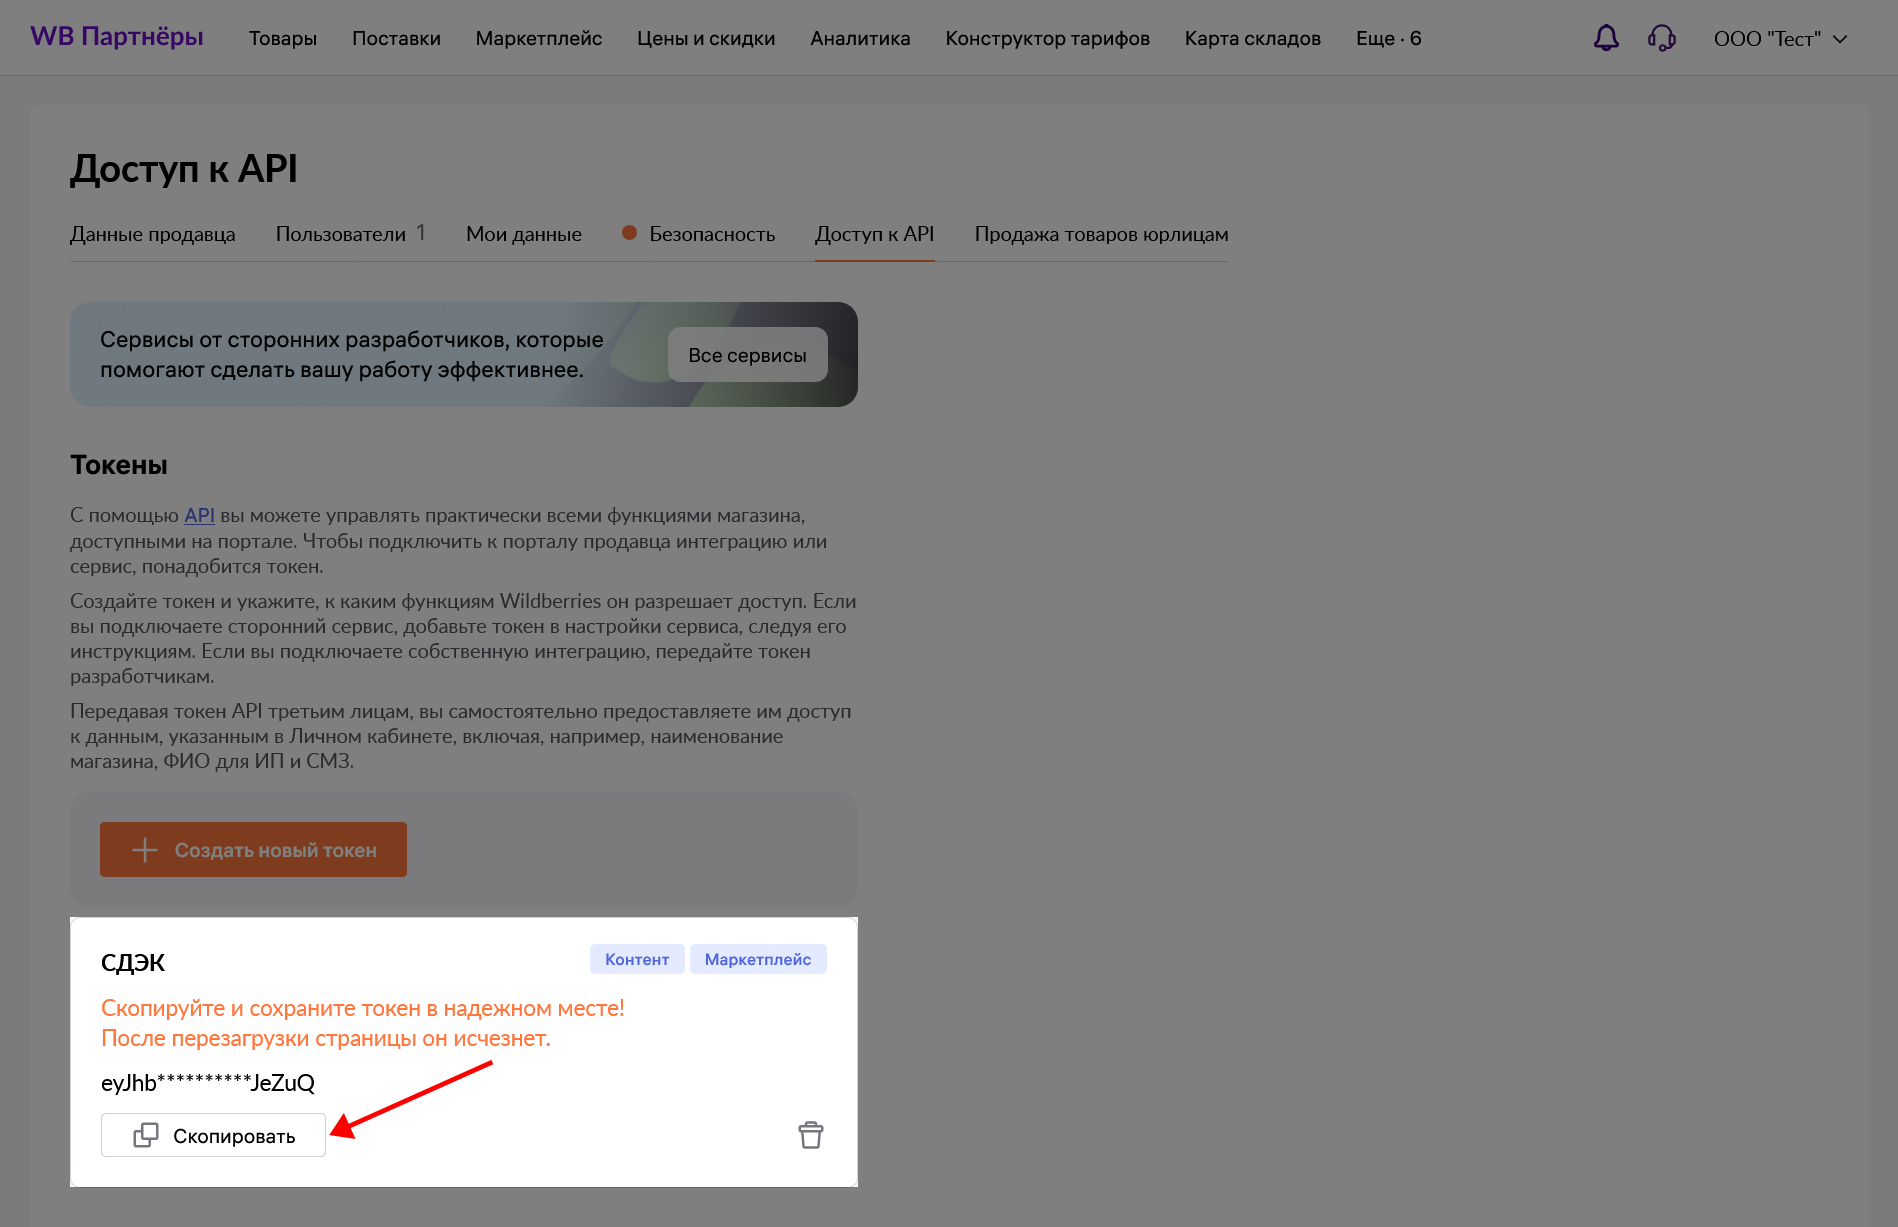 WB Партнёры
Товары
Поставки
Маркетплейс
Цены и скидки
Аналитика
Конструктор тарифов
Карта складов
Еще · 6
ООО "Тест"
Доступ к API
Данные продавца
Пользователи 1
Мои данные
Безопасность
Доступ к API
Продажа товаров юрлицам
Сервисы от сторонних разработчиков, которые
помогают сделать вашу работу эффективнее.
Все сервисы
Токены
С помощью API вы можете управлять практически всеми функциями магазина,
доступными на портале. Чтобы подключить к порталу продавца интеграцию или
сервис, понадобится токен.
Создайте токен и укажите, к каким функциям Wildberries он разрешает доступ. Если
вы подключаете сторонний сервис, добавьте токен в настройки сервиса, следуя его
инструкциям. Если вы подключаете собственную интеграцию, передайте токен
разработчикам.
Передавая токен API третьим лицам, вы самостоятельно предоставляете им доступ
к данным, указанным в Личном кабинете, включая, например, наименование
магазина, ФИО для ИП и СМЗ.
Создать новый токен
СДЭК
Контент
Маркетплейс
Скопируйте и сохраните токен в надежном месте!
После перезагрузки страницы он исчезнет.
eyJhb**********JeZuQ
Скопировать